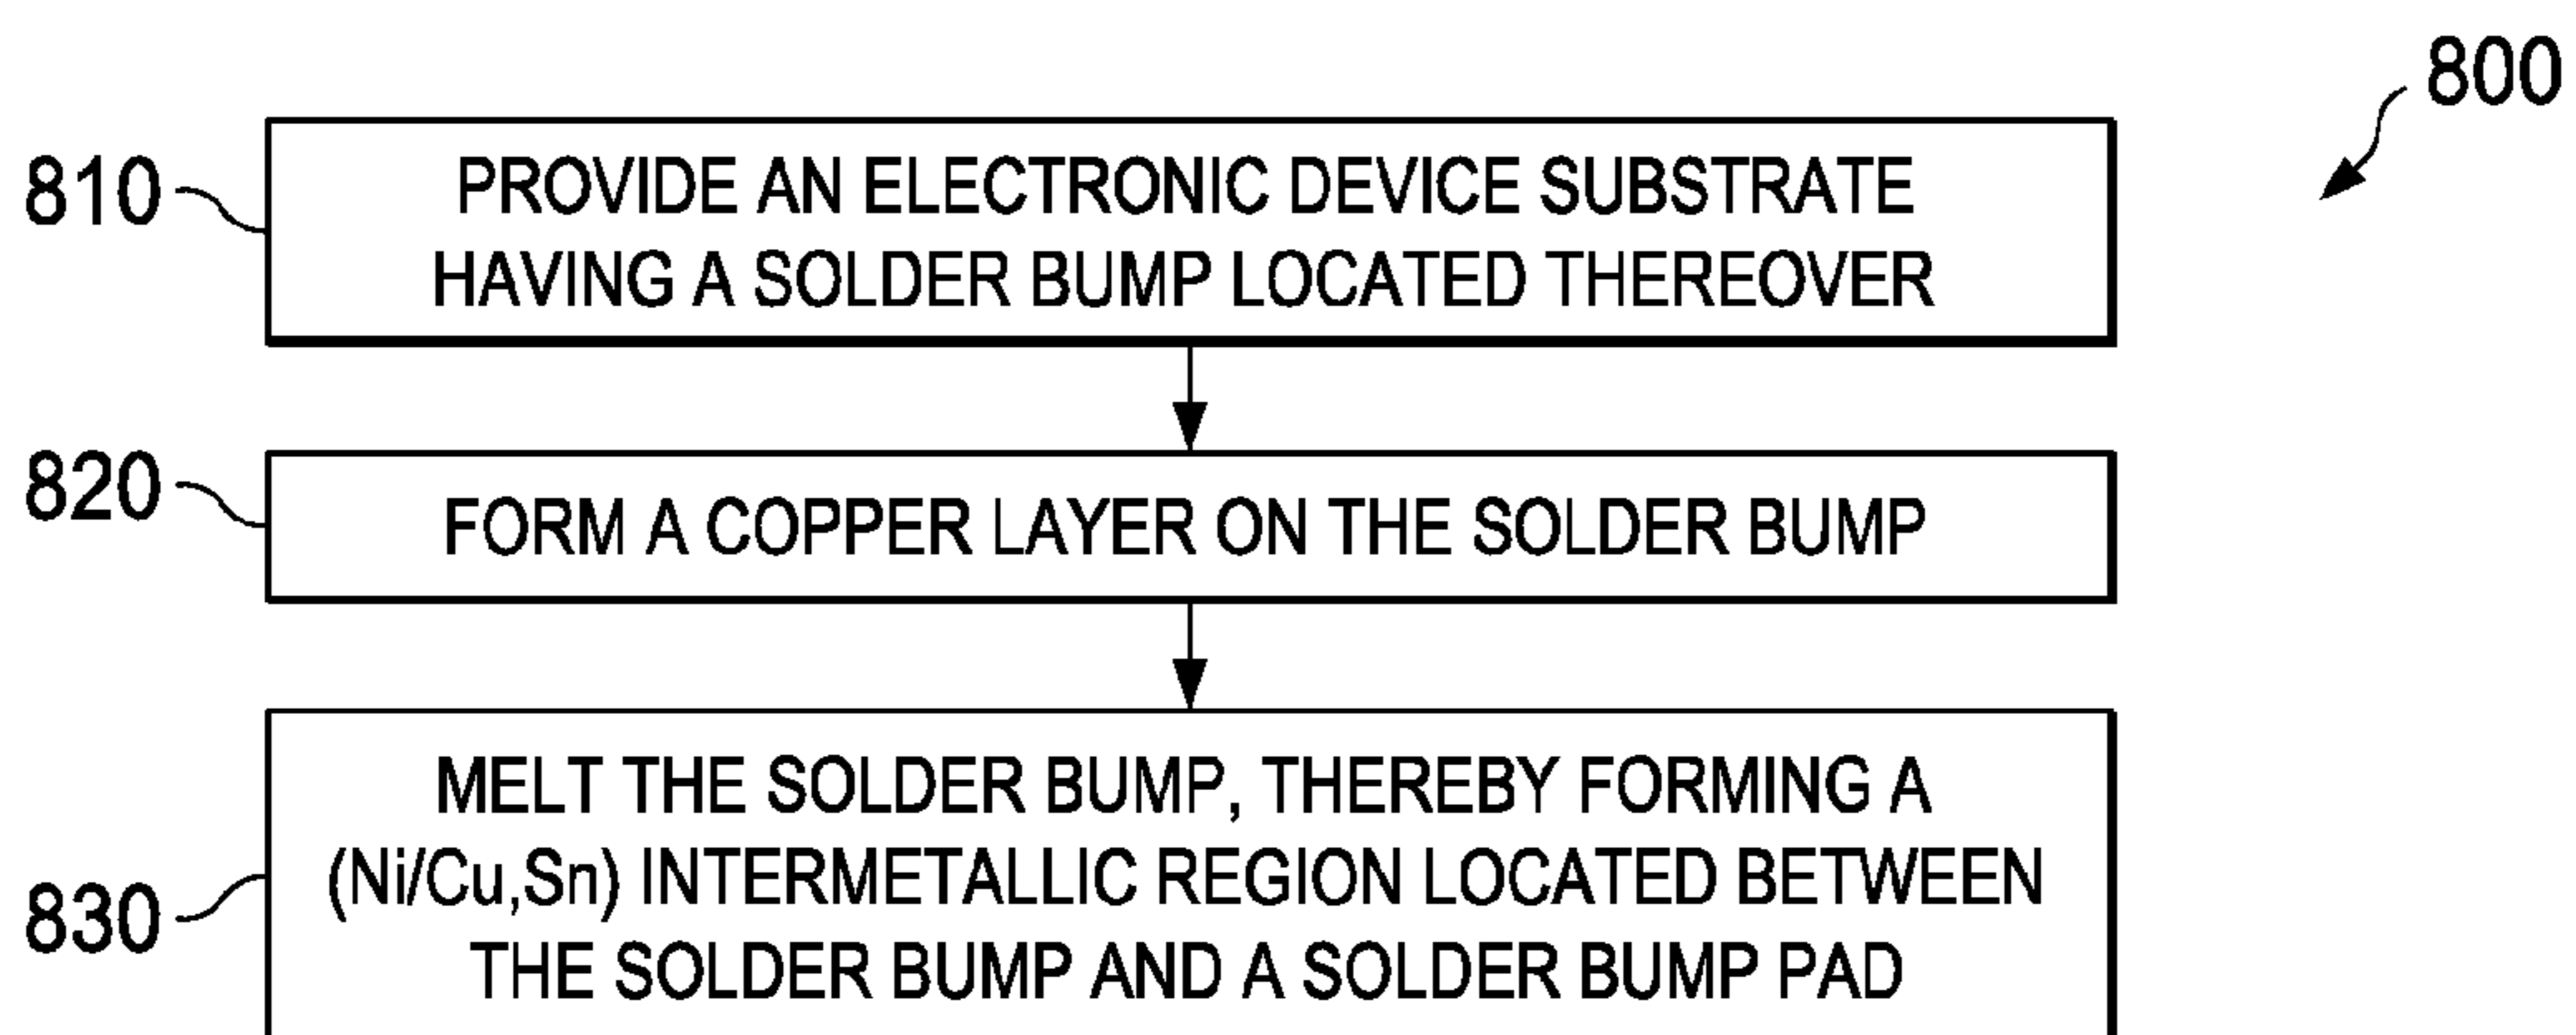 800
810
PROVIDE AN ELECTRONIC DEVICE SUBSTRATE
HAVING A SOLDER BUMP LOCATED THEREOVER
820
FORM A COPPER LAYER ON THE SOLDER BUMP
830
MELT THE SOLDER BUMP, THEREBY FORMING A
(Ni/Cu,Sn) INTERMETALLIC REGION LOCATED BETWEEN
THE SOLDER BUMP AND A SOLDER BUMP PAD